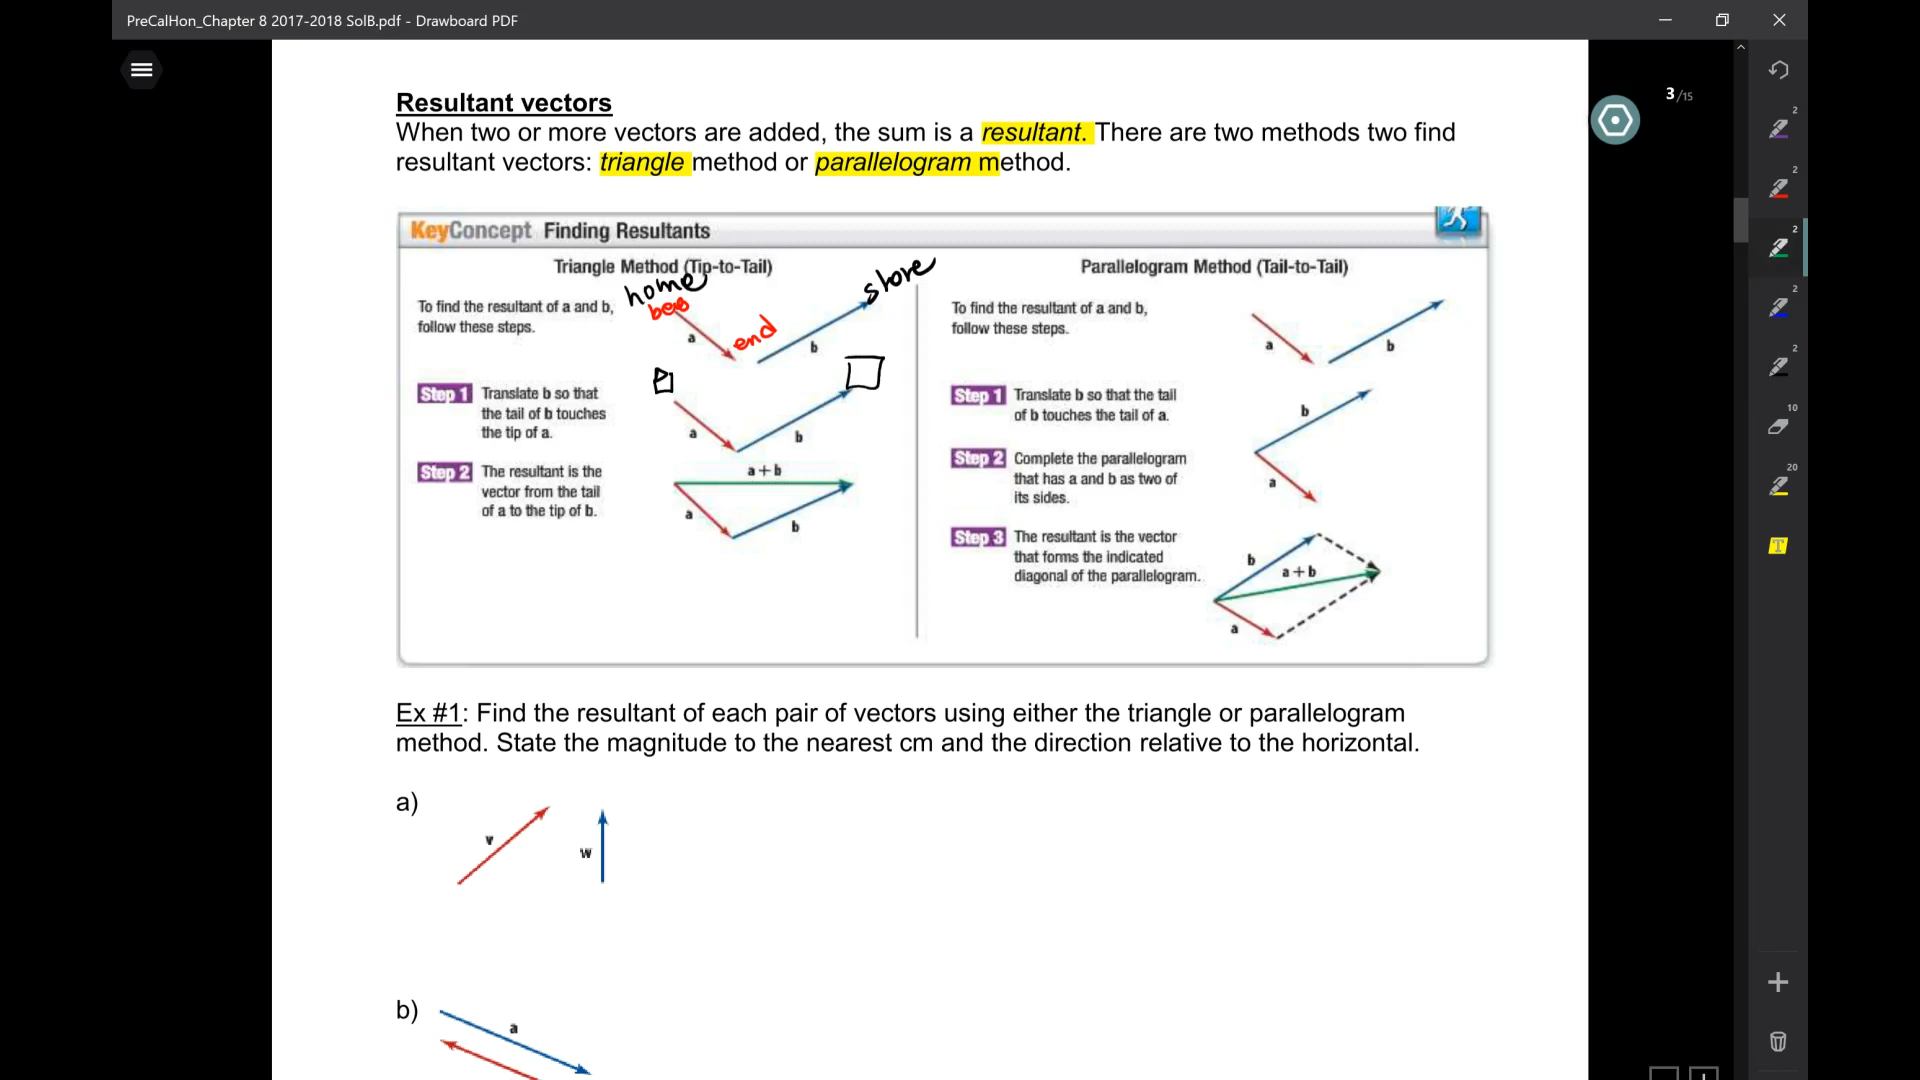 PreCalHon_Chapter 8 2017-2018 SolB.pdf - Drawboard PDF
3/15
Resultant vectors
When two or more vectors are added, the sum is a resultant. There are two methods two find
resultant vectors: triangle method or parallelogram method.
KeyConcept Finding Resultants
Triangle Method (Tip-to-Tail)
home
store
To find the resultant of a and b,
follow these steps.
beg
end
a
b
Step 1 Translate b so that
the tail of b touches
the tip of a.
a
b
Step 2 The resultant is the
vector from the tail
of a to the tip of b.
a+b
a
b
Parallelogram Method (Tail-to-Tail)
To find the resultant of a and b,
follow these steps.
a
b
Step 1 Translate b so that the tail
of b touches the tail of a.
b
a
Step 2 Complete the parallelogram
that has a and b as two of
its sides.
Step 3 The resultant is the vector
that forms the indicated
diagonal of the parallelogram.
b
a+b
a
Ex #1: Find the resultant of each pair of vectors using either the triangle or parallelogram
method. State the magnitude to the nearest cm and the direction relative to the horizontal.
a)
v
w
b)
a
2
2
2
2
2
10
20
T